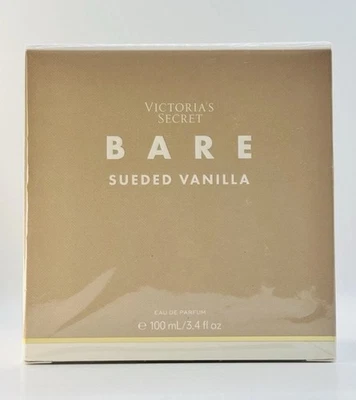 VICTORIA'S
SECRET
BARE
SUEDED VANILLA
EAU DE PARFUM
℮ 100 mL/3.4 fl oz